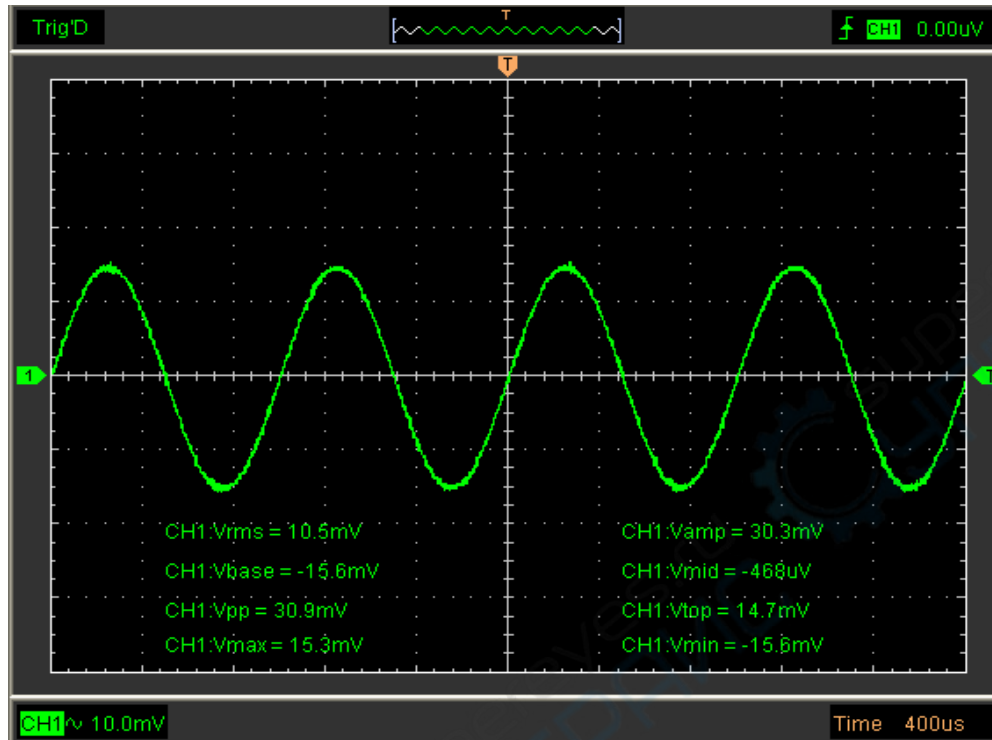 Trig'D
T
CH1 0.00uV
T
1
T
CH1:Vrms = 10.5mV
CH1:Vamp = 30.3mV
CH1:Vbase = -15.6mV
CH1:Vmid = -468uV
CH1:Vpp = 30.9mV
CH1:Vtop = 14.7mV
CH1:Vmax = 15.3mV
CH1:Vmin = -15.6mV
CH1 10.0mV
Time 400us